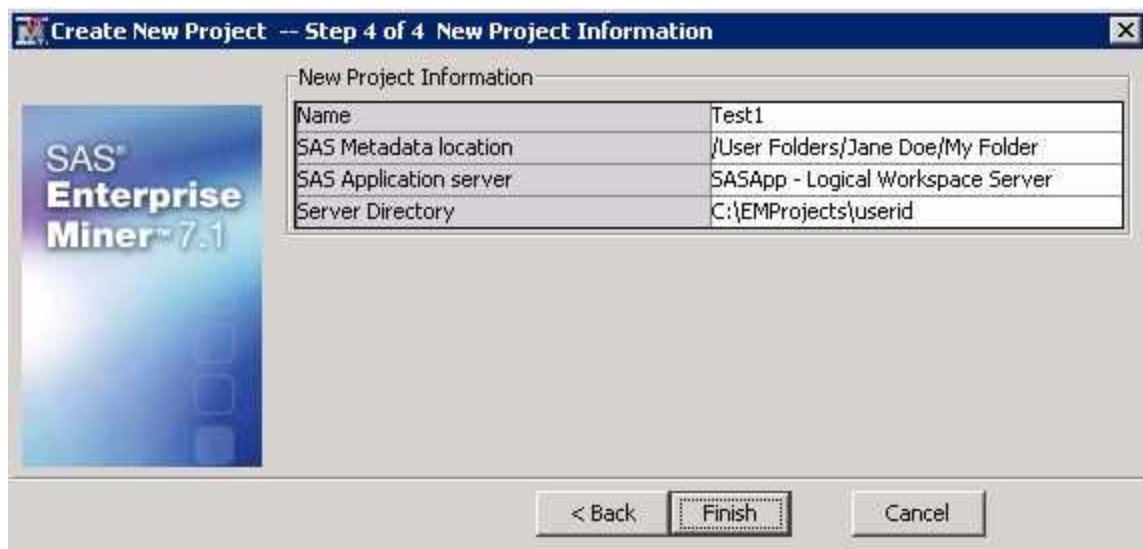 Create New Project -- Step 4 of 4 New Project Information
New Project Information
Name Test1
SAS Metadata location /User Folders/Jane Doe/My Folder
SAS Application server SASApp - Logical Workspace Server
Server Directory C:\EMProjects\userid
SAS®
Enterprise
Miner™ 7.1
< Back Finish Cancel